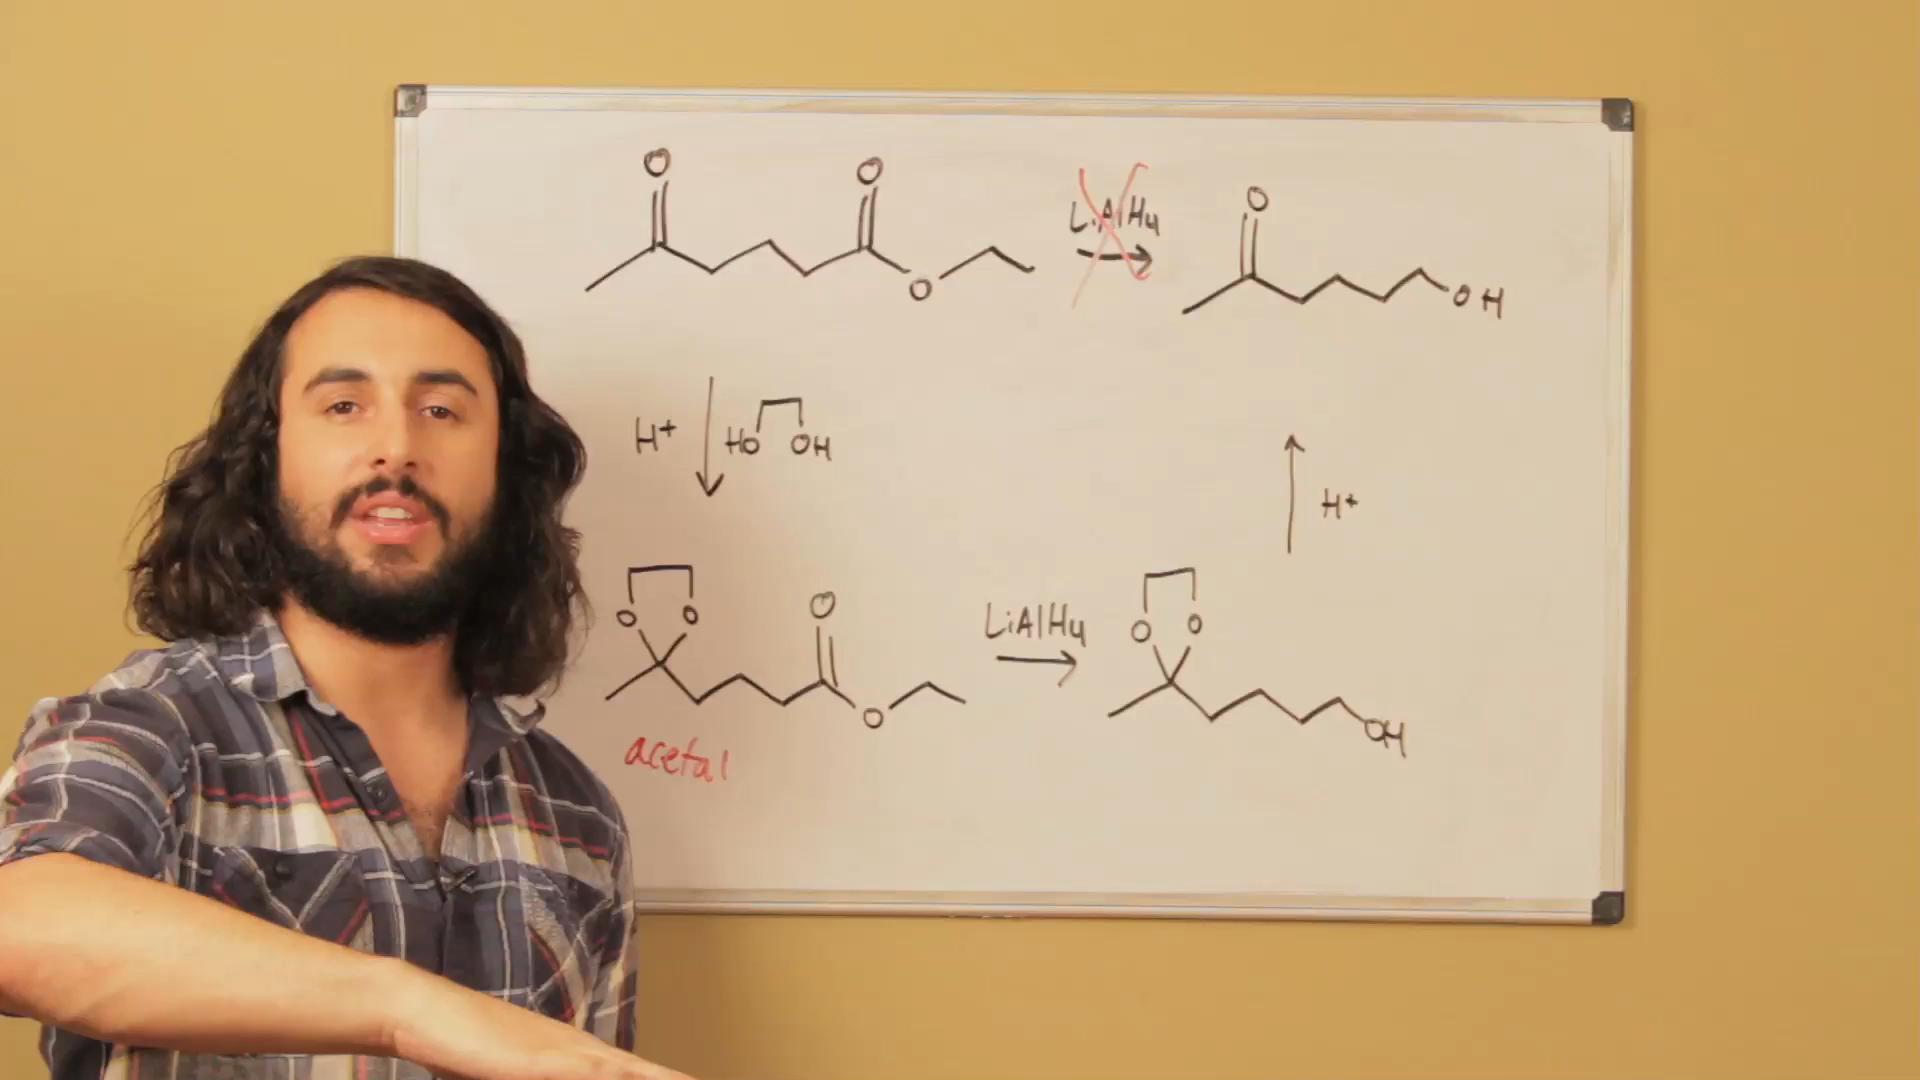 O O
O
LiAlH4
O
OH
H+ HO OH
H+
O O O
O
acetal
LiAlH4
O O
OH